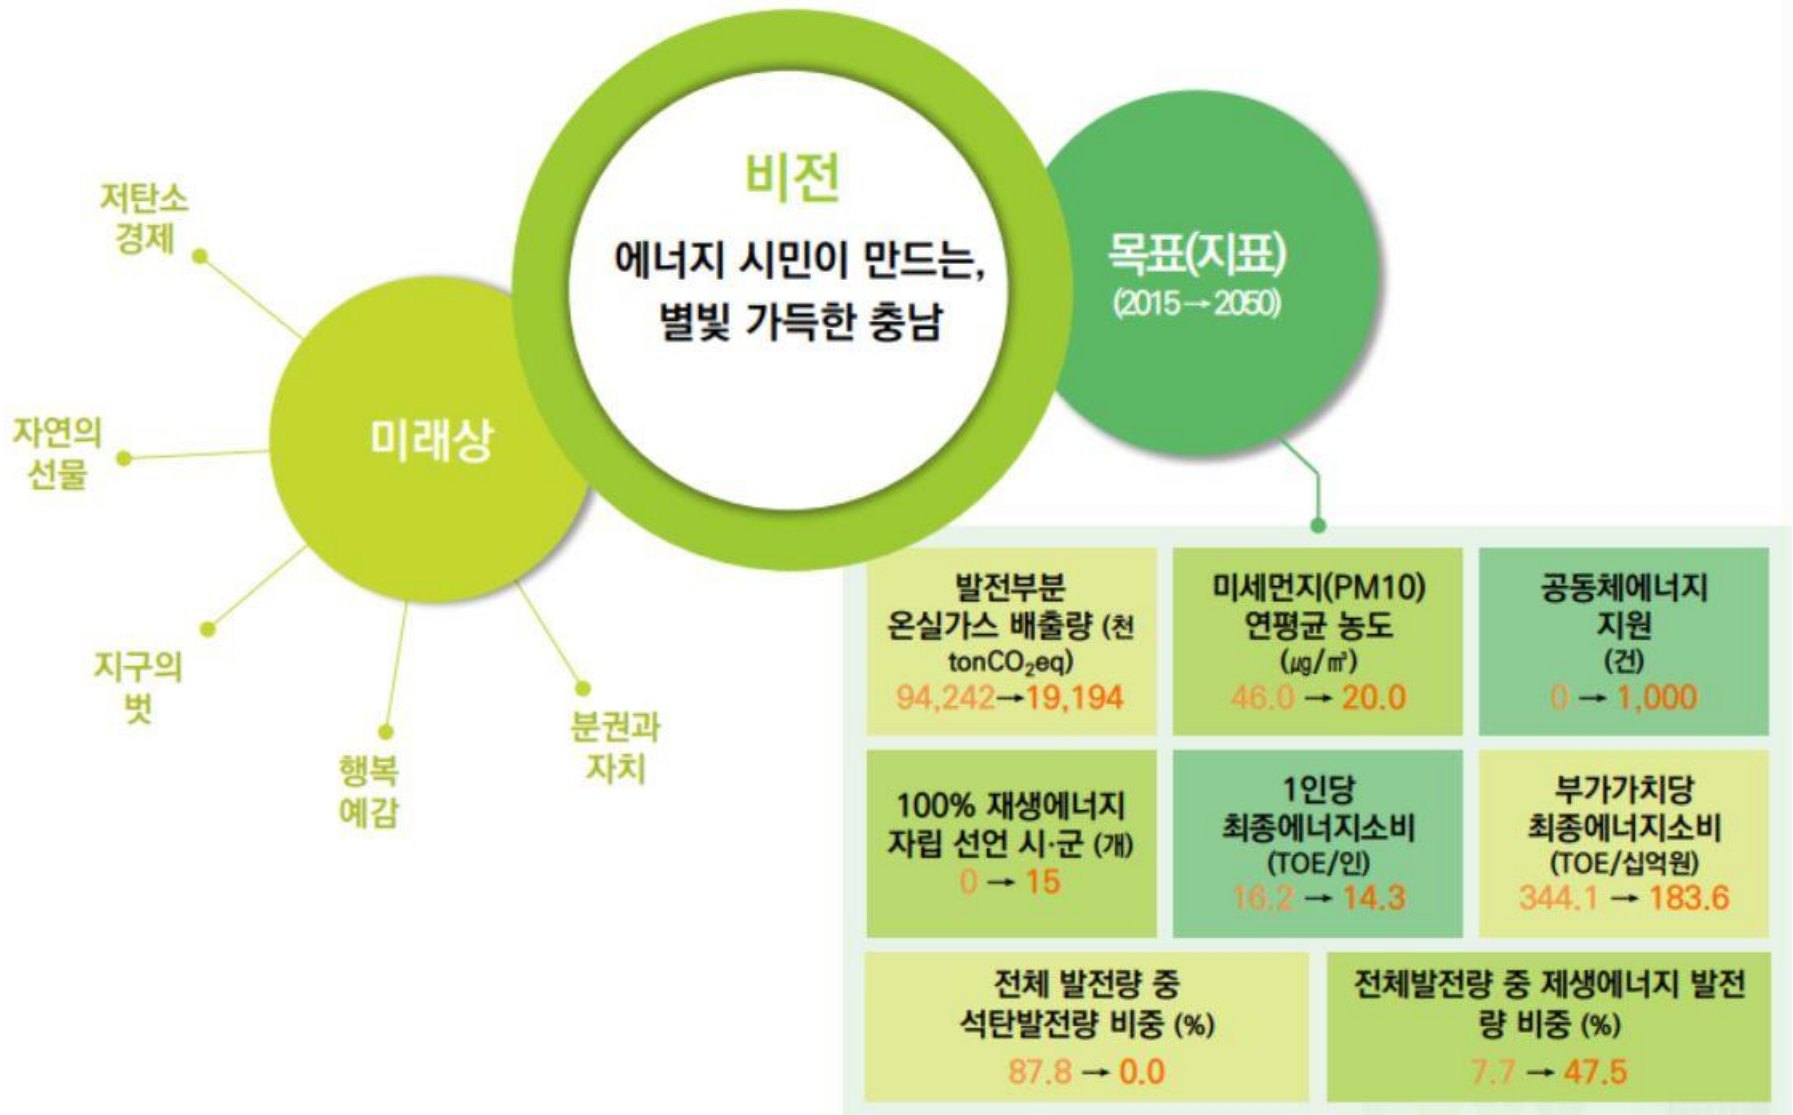 비전
에너지 시민이 만드는,
별빛 가득한 충남
미래상
저탄소
경제
자연의
선물
지구의
벗
행복
예감
분권과
자치
목표(지표)
(2015→2050)
발전부분
온실가스 배출량 (천
tonCO₂eq)
94,242→19,194
미세먼지(PM10)
연평균 농도
(㎍/㎥)
46.0 → 20.0
공동체에너지
지원
(건)
0 → 1,000
100% 재생에너지
자립 선언 시·군 (개)
0 → 15
1인당
최종에너지소비
(TOE/인)
16.2 → 14.3
부가가치당
최종에너지소비
(TOE/십억원)
344.1 → 183.6
전체 발전량 중
석탄발전량 비중 (%)
87.8 → 0.0
전체발전량 중 제생에너지 발전
량 비중 (%)
7.7 → 47.5